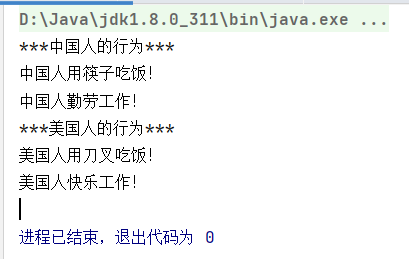 D:\Java\jdk1.8.0_311\bin\java.exe ...
***中国人的行为***
中国人用筷子吃饭!
中国人勤劳工作!
***美国人的行为***
美国人用刀叉吃饭!
美国人快乐工作!
进程已结束，退出代码为 0